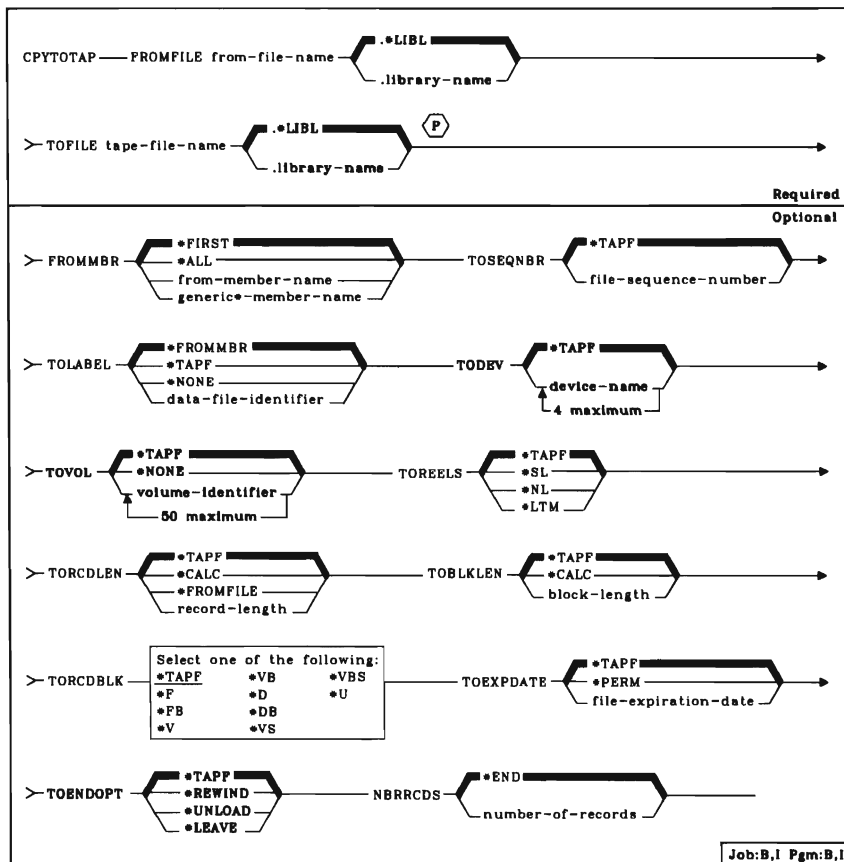 .*LIBL
CPYTOTAP FROMFILE from-file-name
.library-name
.*LIBL
P
TOFILE tape-file-name
.library-name
Required
Optional
*FIRST
*TAPF
FROMMBR *ALL TOSEQNBR
from-member-name
file-sequence-number
generic*-member-name
*FROMMBR
*TAPF
TOLABEL *TAPF TODEV
*NONE
device-name
data-file-identifier
4 maximum
*TAPF
*TAPF
TOVOL *NONE TOREELS *SL
volume-identifier
*NL
50 maximum
*LTM
*TAPF
*TAPF
TORCDLEN *CALC TOBLKLEN *CALC
*FROMFILE
block-length
record-length
Select one of the following:
*TAPF *VB *VBS
*TAPF
TORCDBLK *F *D *U TOEXPDATE *PERM
*FB *DB
file-expiration-date
*V *VS
*TAPF
*END
TOENDOPT *REWIND NBRRCDS
*UNLOAD
number-of-records
*LEAVE
Job:B,I Pgm:B,I